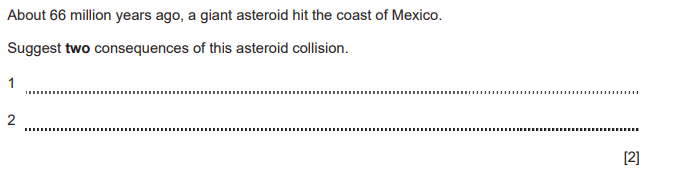 About 66 million years ago, a giant asteroid hit the coast of Mexico.
Suggest two consequences of this asteroid collision.
1
2
[2]